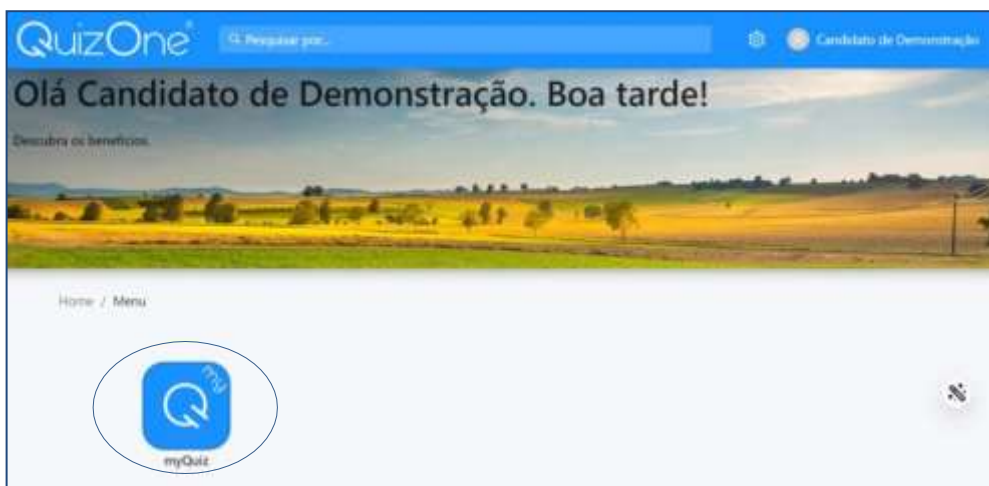 QuizOne
Pesquisar por...
Candidato de Demonstração
Olá Candidato de Demonstração. Boa tarde!
Descubra os benefícios.
Home / Menu
my
myQuiz